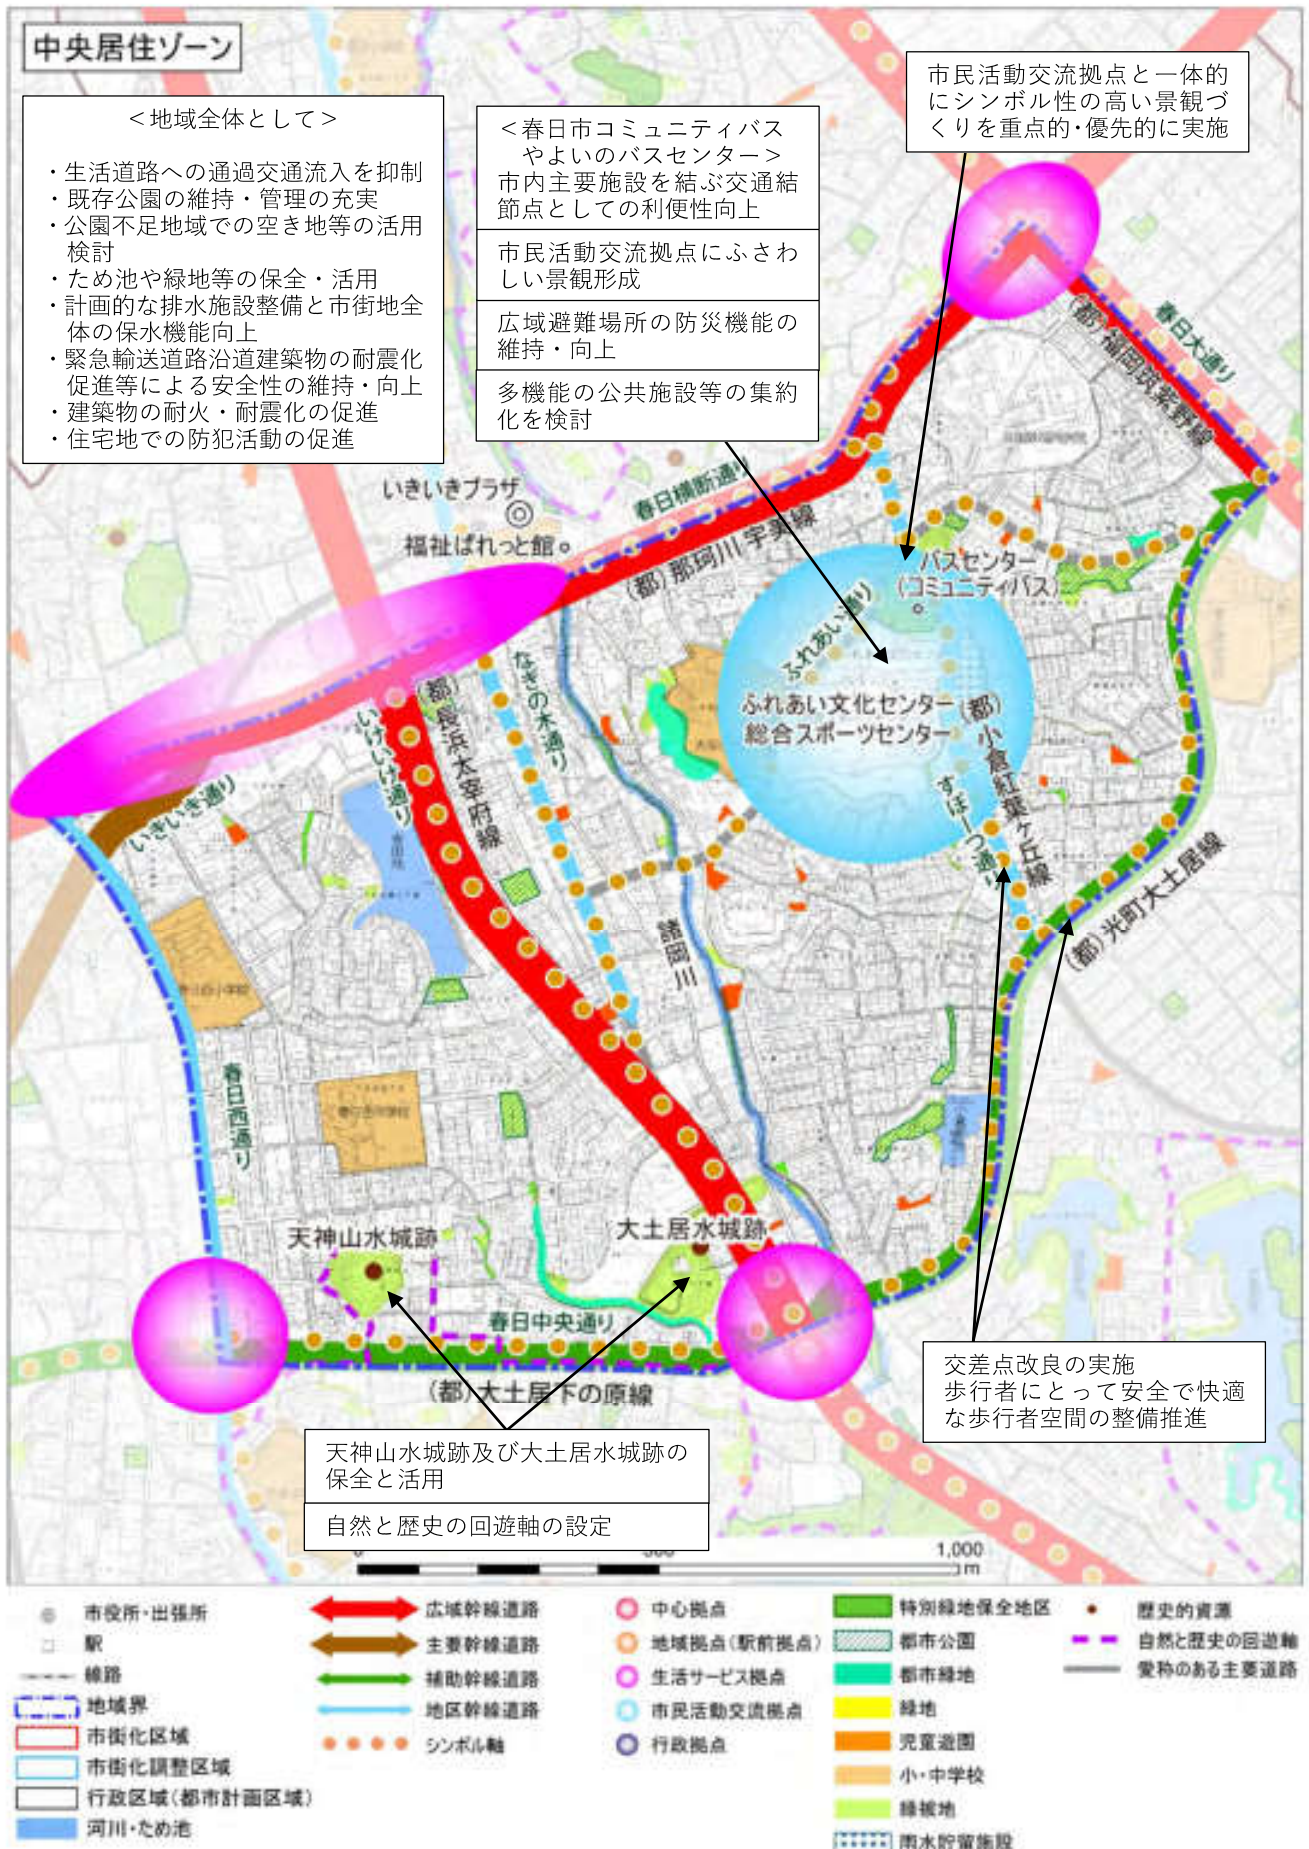 中央居住ゾーン
＜地域全体として＞
・生活道路への通過交通流入を抑制
・既存公園の維持・管理の充実
・公園不足地域での空き地等の活用
検討
・ため池や緑地等の保全・活用
・計画的な排水施設整備と市街地全
体の保水機能向上
・緊急輸送道路沿道建築物の耐震化
促進等による安全性の維持・向上
・建築物の耐火・耐震化の促進
・住宅地での防犯活動の促進
＜春日市コミュニティバス
やよいのバスセンター＞
市内主要施設を結ぶ交通結
節点としての利便性向上
市民活動交流拠点にふさわ
しい景観形成
広域避難場所の防災機能の
維持・向上
多機能の公共施設等の集約
化を検討
市民活動交流拠点と一体的
にシンボル性の高い景観づ
くりを重点的・優先的に実施
春日大通り
(都)福岡筑紫野線
いきいきプラザ
福祉ぱれっと館
春日横断通り
(都)那珂川宇美線
バスセンター
(コミュニティバス)
ふれあい通り
ふれあい文化センター
総合スポーツセンター
(都)小倉紅葉ヶ丘線
すぽーつ通り
なぎの木通り
(都)長浜太宰府線
いけいけ通り
いきいき通り
(都)光町大土居線
諸岡川
春日西通り
天神山水城跡
大土居水城跡
春日中央通り
(都)大土居下の原線
交差点改良の実施
歩行者にとって安全で快適
な歩行者空間の整備推進
天神山水城跡及び大土居水城跡の
保全と活用
自然と歴史の回遊軸の設定
0 500 1,000
m
市役所・出張所
駅
線路
地域界
市街化区域
市街化調整区域
行政区域(都市計画区域)
河川・ため池
広域幹線道路
主要幹線道路
補助幹線道路
地区幹線道路
シンボル軸
中心拠点
地域拠点(駅前拠点)
生活サービス拠点
市民活動交流拠点
行政拠点
特別緑地保全地区
都市公園
都市緑地
緑地
児童遊園
小・中学校
緑被地
雨水貯留施設
歴史的資源
自然と歴史の回遊軸
愛称のある主要道路